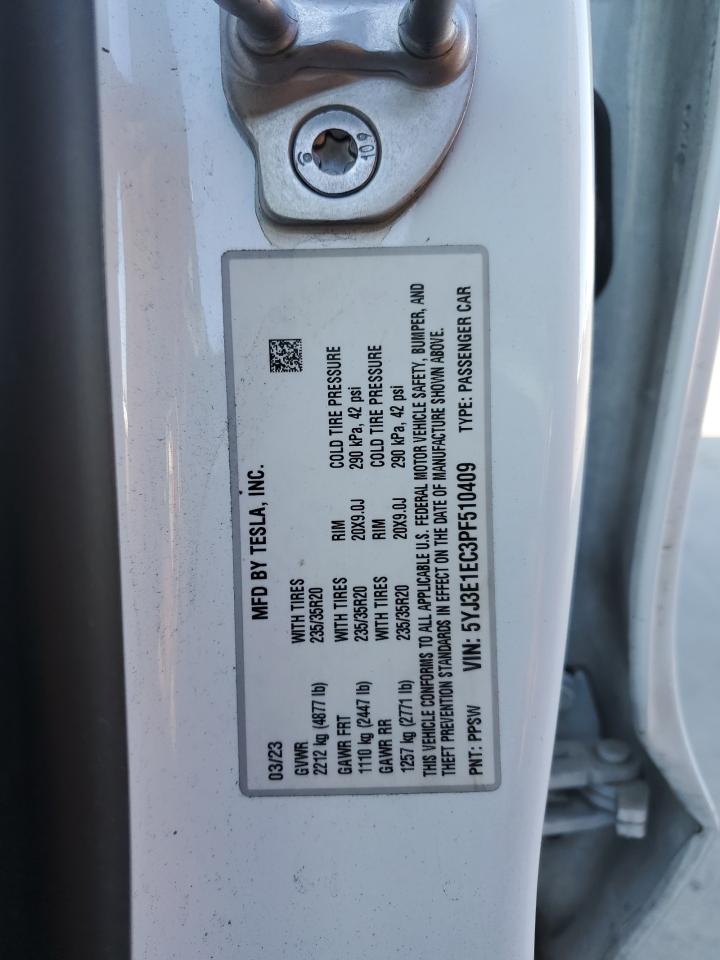 6 10.9
MFD BY TESLA, INC.
03/23
GVWR WITH TIRES
2212 kg (4877 lb) 235/35R20
GAWR FRT WITH TIRES RIM COLD TIRE PRESSURE
1110 kg (2447 lb) 235/35R20 20X9.0J 290 kPa, 42 psi
GAWR RR WITH TIRES RIM COLD TIRE PRESSURE
1257 kg (2771 lb) 235/35R20 20X9.0J 290 kPa, 42 psi
THIS VEHICLE CONFORMS TO ALL APPLICABLE U.S. FEDERAL MOTOR VEHICLE SAFETY, BUMPER, AND
THEFT PREVENTION STANDARDS IN EFFECT ON THE DATE OF MANUFACTURE SHOWN ABOVE.
PNT: PPSW VIN: 5YJ3E1EC3PF510409 TYPE: PASSENGER CAR